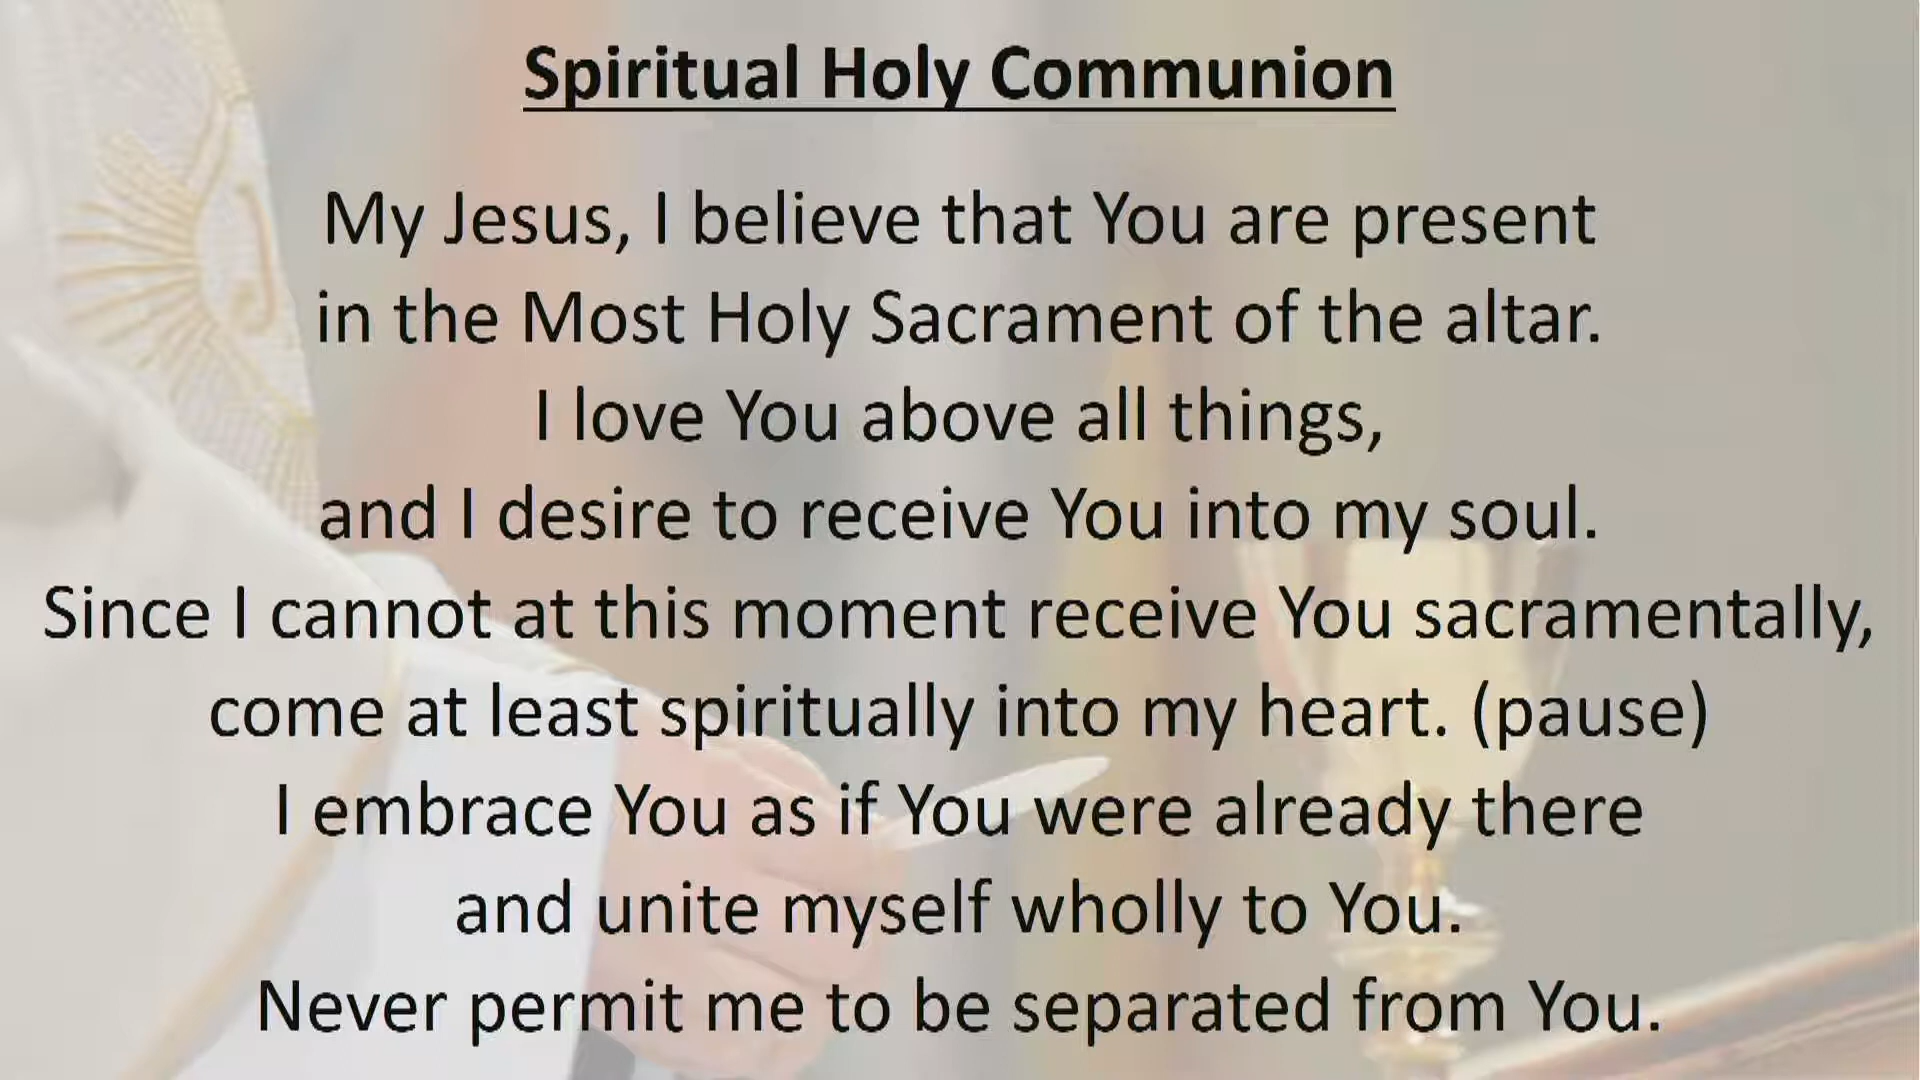 Spiritual Holy Communion
My Jesus, I believe that You are present
in the Most Holy Sacrament of the altar.
I love You above all things,
and I desire to receive You into my soul.
Since I cannot at this moment receive You sacramentally,
come at least spiritually into my heart. (pause)
I embrace You as if You were already there
and unite myself wholly to You.
Never permit me to be separated from You.